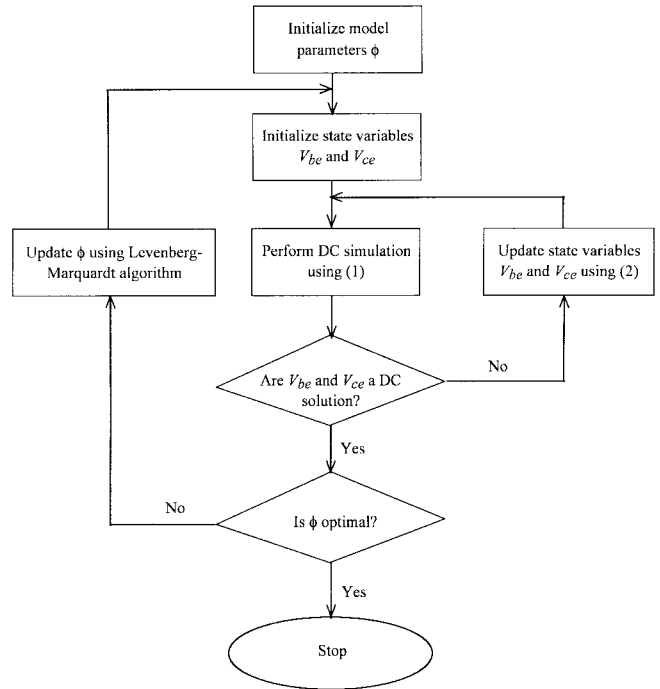 Initialize model
parameters ϕ
Initialize state variables
Vbe and Vce
Update ϕ using Levenberg-
Marquardt algorithm
Perform DC simulation
using (1)
Update state variables
Vbe and Vce using (2)
Are Vbe and Vce a DC
solution?
No
Yes
Is ϕ optimal?
No
Yes
Stop